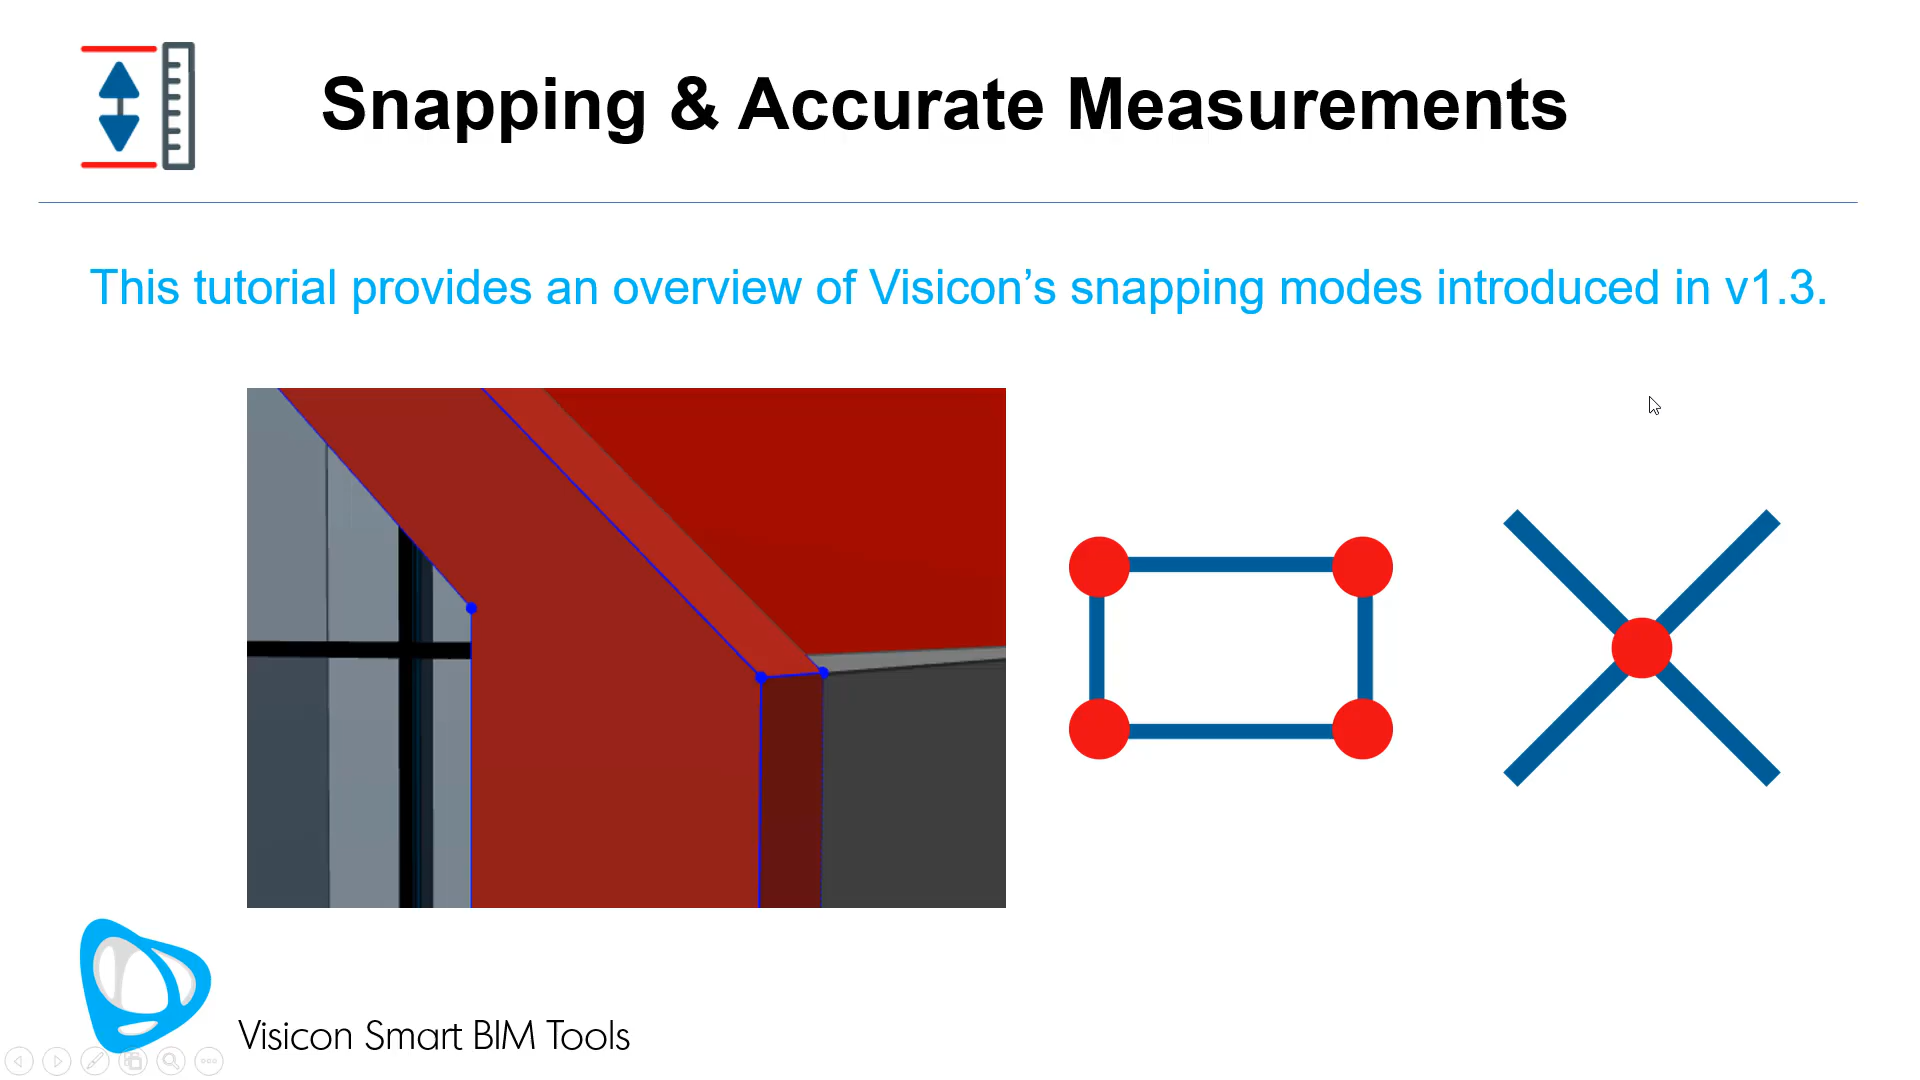 Snapping & Accurate Measurements
This tutorial provides an overview of Visicon’s snapping modes introduced in v1.3.
Visicon Smart BIM Tools